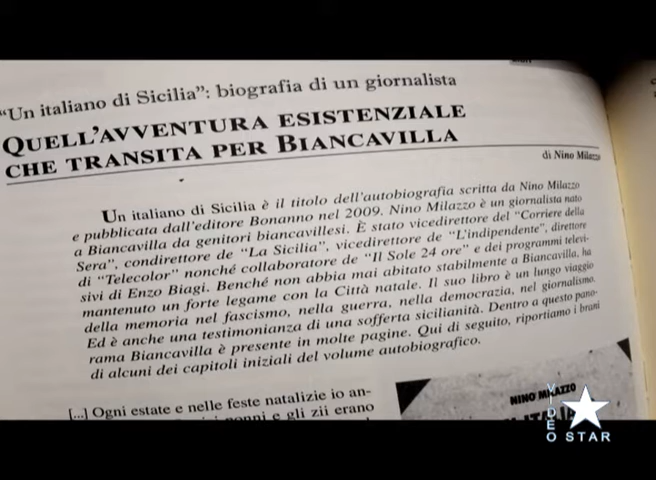 "Un italiano di Sicilia": biografia di un giornalista
QUELL'AVVENTURA ESISTENZIALE
CHE TRANSITA PER BIANCAVILLA
di Nino Milazzo
Un italiano di Sicilia è il titolo dell'autobiografia scritta da Nino Milazzo
e pubblicata dall'editore Bonanno nel 2009. Nino Milazzo è un giornalista nato
a Biancavilla da genitori biancavillesi. È stato vicedirettore del "Corriere della
Sera", condirettore de "La Sicilia", vicedirettore de "L'indipendente", direttore
di "Telecolor" nonché collaboratore de "Il Sole 24 ore" e dei programmi televi-
sivi di Enzo Biagi. Benché non abbia mai abitato stabilmente a Biancavilla, ha
mantenuto un forte legame con la Città natale. Il suo libro è un lungo viaggio
della memoria nel fascismo, nella guerra, nella democrazia, nel giornalismo.
Ed è anche una testimonianza di una sofferta sicilianità. Dentro a questo pano-
rama Biancavilla è presente in molte pagine. Qui di seguito, riportiamo i brani
di alcuni dei capitoli iniziali del volume autobiografico.
[...] Ogni estate e nelle feste natalizie io an-
nonni e gli zii erano
NINO MILAZZO
VIDEO STAR